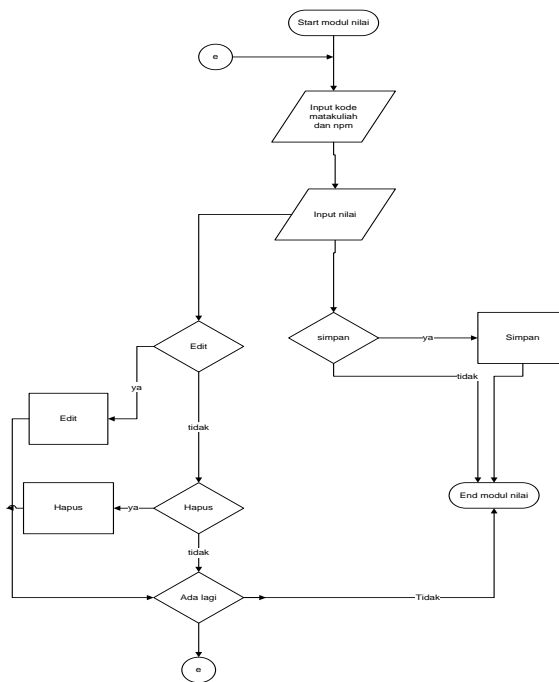 Start modul nilai
e
Input kode
matakuliah
dan npm
Input nilai
simpan
ya
Simpan
tidak
Edit
ya
Edit
tidak
Hapus
ya
Hapus
tidak
End modul nilai
Ada lagi
Tidak
e